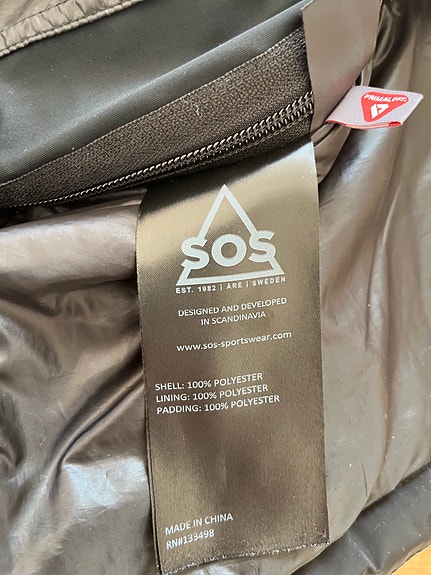 PRIMALOFT
SOS
EST. 1982 | ÅRE | SWEDEN
DESIGNED AND DEVELOPED
IN SCANDINAVIA
www.sos-sportswear.com
SHELL: 100% POLYESTER
LINING: 100% POLYESTER
PADDING: 100% POLYESTER
MADE IN CHINA
RN#133498